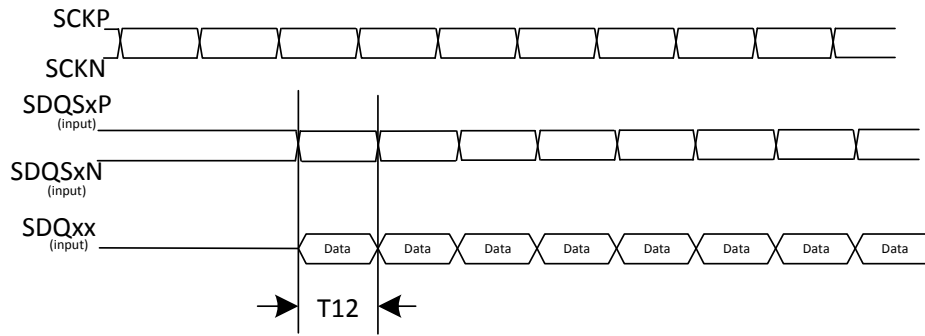 SCKP
SCKN
SDQSxP
(input)
SDQSxN
(input)
SDQxx
(input)
Data Data Data Data Data Data Data Data
T12